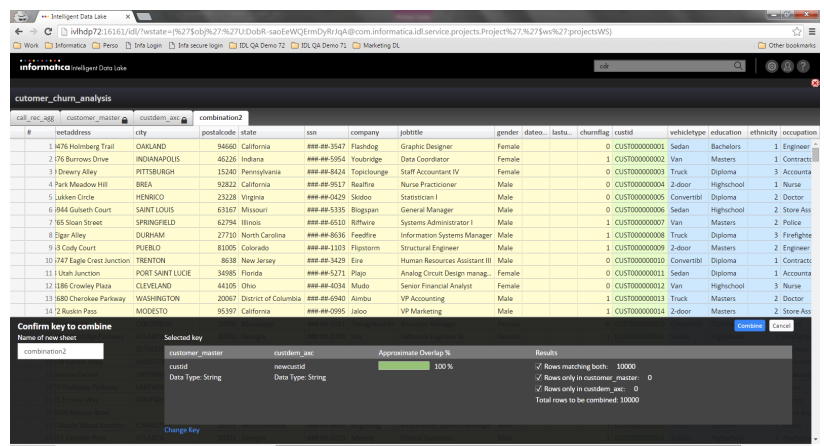 Intelligent Data Lake
ivlhdp72:16161/idl/?wstate=(%27$obj%27:%27U:DobR-saoEeWQErmDyRrJqA@com.informatica.idl.service.projects.Project%27,%27$ws%27:projectsWS)
Work Informatica Perso Infa Login Infa secure login IDL QA Demo 72 IDL QA Demo 71 Marketing DL Other bookmarks
informatica Intelligent Data Lake cdr
cutomer_churn_analysis
call_rec_agg customer_master custdem_axc combination2
# eetaddress city postalcode state ssn company jobtitle gender dateo... lastu... churnflag custid vehicletype education ethnicity occupation
1 476 Holmberg Trail OAKLAND 94660 California ###-##-3547 Flashdog Graphic Designer Female 0 CUST000000001 Sedan Bachelors 1 Engineer
2 76 Burrows Drive INDIANAPOLIS 46226 Indiana ###-##-5954 Youbridge Data Coordiator Female 1 CUST000000002 Van Masters 1 Contracto
3 Drewry Alley PITTSBURGH 15240 Pennsylvania ###-##-8424 Topiclounge Staff Accountant IV Female 1 CUST000000003 Truck Diploma 3 Accounta
4 Park Meadow Hill BREA 92822 California ###-##-9517 Realfire Nurse Practicioner Male 0 CUST000000004 2-door Highschool 1 Nurse
5 Lukken Circle HENRICO 23228 Virginia ###-##-0429 Skidoo Statistician I Male 0 CUST000000005 Convertibl Diploma 2 Doctor
6 944 Gulseth Court SAINT LOUIS 63167 Missouri ###-##-5335 Blogspan General Manager Male 0 CUST000000006 Sedan Highschool 2 Store Ass
7 65 Sloan Street SPRINGFIELD 62794 Illinois ###-##-6510 Riffwire Systems Administrator I Male 1 CUST000000007 Van Masters 2 Police
8 Elgar Alley DURHAM 27710 North Carolina ###-##-8636 Feedfire Information Systems Manager Male 1 CUST000000008 Truck Diploma 3 Firefighte
9 3 Cody Court PUEBLO 81005 Colorado ###-##-1103 Flipstorm Structural Engineer Male 1 CUST000000009 2-door Masters 2 Engineer
10 747 Eagle Crest Junction TRENTON 8638 New Jersey ###-##-3429 Eire Human Resources Assistant III Male 0 CUST000000010 Convertibl Diploma 1 Contracto
11 Utah Junction PORT SAINT LUCIE 34985 Florida ###-##-5271 Plajo Analog Circuit Design manag... Female 0 CUST000000011 Sedan Diploma 1 Accounta
12 186 Crowley Plaza CLEVELAND 44105 Ohio ###-##-4034 Mudo Senior Financial Analyst Female 0 CUST000000012 Van Highschool 3 Nurse
13 680 Cherokee Parkway WASHINGTON 20067 District of Columbia ###-##-6940 Aimbu VP Accounting Male 1 CUST000000013 Truck Masters 2 Doctor
14 2 Ruskin Pass MODESTO 95397 California ###-##-0995 Jaloo VP Marketing Male 1 CUST000000014 2-door Masters 2 Store Ass
Confirm key to combine Combine Cancel
Name of new sheet Selected key
combination2
customer_master custdem_axc Approximate Overlap % Results
custid newcustid 100 % Rows matching both: 10000
Data Type: String Data Type: String Rows only in customer_master: 0
Rows only in custdem_axc: 0
Total rows to be combined: 10000
Change Key